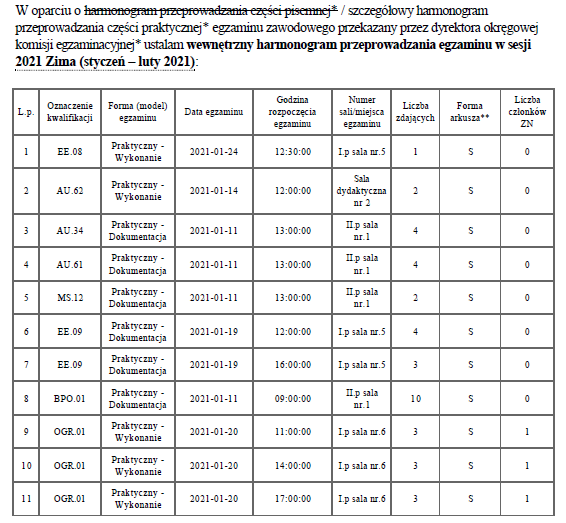 W oparciu o harmonogram przeprowadzania części pisemnej* / szczegółowy harmonogram
przeprowadzania części praktycznej* egzaminu zawodowego przekazany przez dyrektora okręgowej
komisji egzaminacyjnej* ustalam wewnętrzny harmonogram przeprowadzania egzaminu w sesji
2021 Zima (styczeń – luty 2021):
L.p. Oznaczenie kwalifikacji Forma (model) egzaminu Data egzaminu Godzina rozpoczęcia egzaminu Numer sali/miejsca egzaminu Liczba zdających Forma arkusza** Liczba członków ZN
1 EE.08 Praktyczny - Wykonanie 2021-01-24 12:30:00 I.p sala nr.5 1 S 0
2 AU.62 Praktyczny - Wykonanie 2021-01-14 12:00:00 Sala dydaktyczna nr 2 2 S 0
3 AU.34 Praktyczny - Dokumentacja 2021-01-11 13:00:00 II.p sala nr.1 4 S 0
4 AU.61 Praktyczny - Dokumentacja 2021-01-11 13:00:00 II.p sala nr.1 4 S 0
5 MS.12 Praktyczny - Dokumentacja 2021-01-11 13:00:00 II.p sala nr.1 2 S 0
6 EE.09 Praktyczny - Dokumentacja 2021-01-19 12:00:00 I.p sala nr.5 4 S 0
7 EE.09 Praktyczny - Dokumentacja 2021-01-19 16:00:00 I.p sala nr.5 3 S 0
8 BPO.01 Praktyczny - Dokumentacja 2021-01-11 09:00:00 II.p sala nr.1 10 S 0
9 OGR.01 Praktyczny - Wykonanie 2021-01-20 11:00:00 I.p sala nr.6 3 S 1
10 OGR.01 Praktyczny - Wykonanie 2021-01-20 14:00:00 I.p sala nr.6 3 S 1
11 OGR.01 Praktyczny - Wykonanie 2021-01-20 17:00:00 I.p sala nr.6 3 S 1